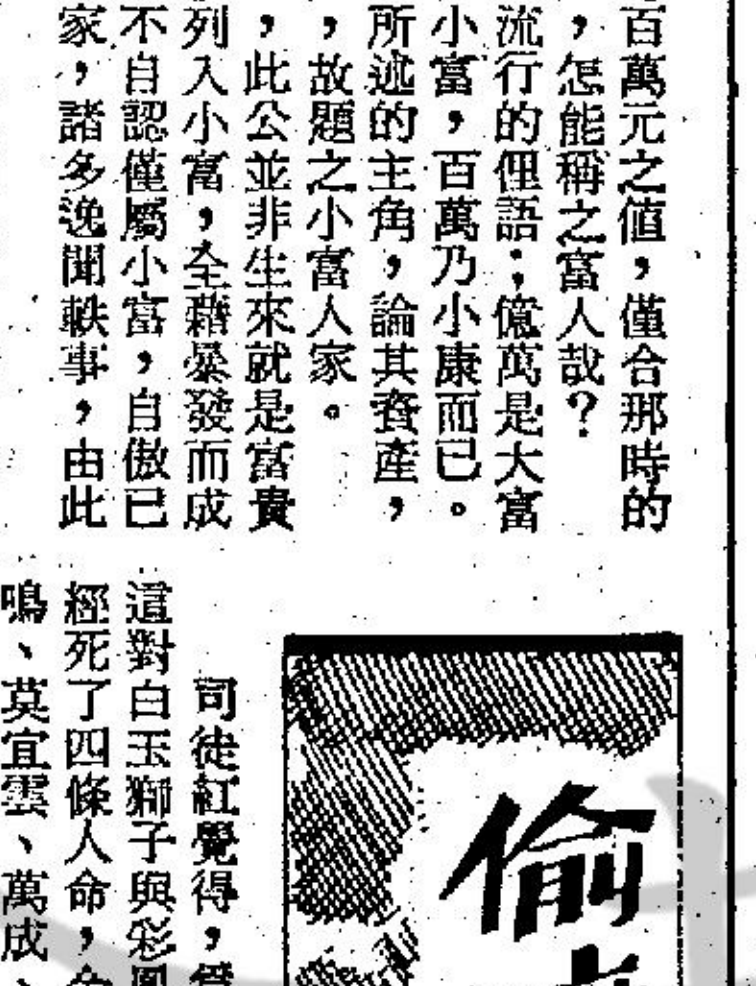 百萬元之值，僅合那時的
，怎能稱之富人哉？
流行的俚語；億萬是大富
小富，百萬乃小康而已。
所述的主角，論其資產，
，故題之小富人家。
，此公並非生來就是富貴
列入小富，全藉暴發而成
不自認僅屬小富，自傲已
家，諸多逸聞軼事，由此
偷
司徒紅覺得，
這對白玉獅子與彩鳳
經死了四條人命，
鳴、莫宜雲、萬成、